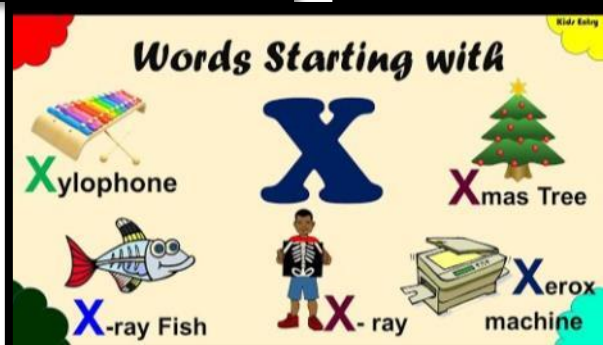 Kids Entry
Words Starting with
X
Xylophone
Xmas Tree
X-ray Fish
X- ray
Xerox
machine